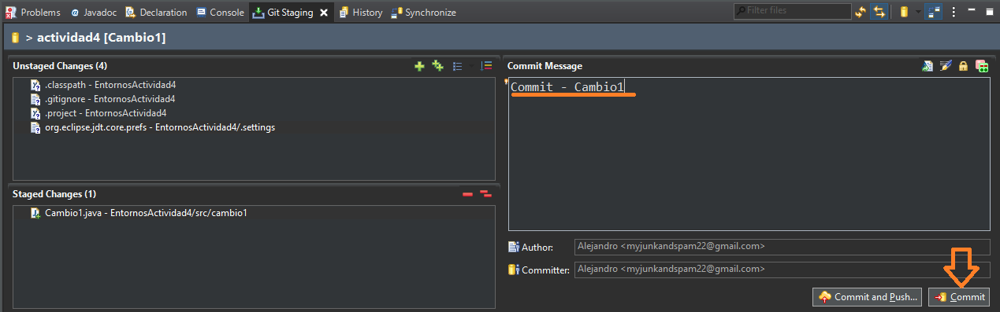 Problems @ Javadoc Declaration Console Git Staging History Synchronize Filter files
> actividad4 [Cambio1]
Unstaged Changes (4)
.classpath - EntornosActividad4
.gitignore - EntornosActividad4
.project - EntornosActividad4
org.eclipse.jdt.core.prefs - EntornosActividad4/.settings
Staged Changes (1)
Cambio1.java - EntornosActividad4/src/cambio1
Commit Message
Commit - Cambio1
Author: Alejandro <myjunkandspam22@gmail.com>
Committer: Alejandro <myjunkandspam22@gmail.com>
Commit and Push... Commit